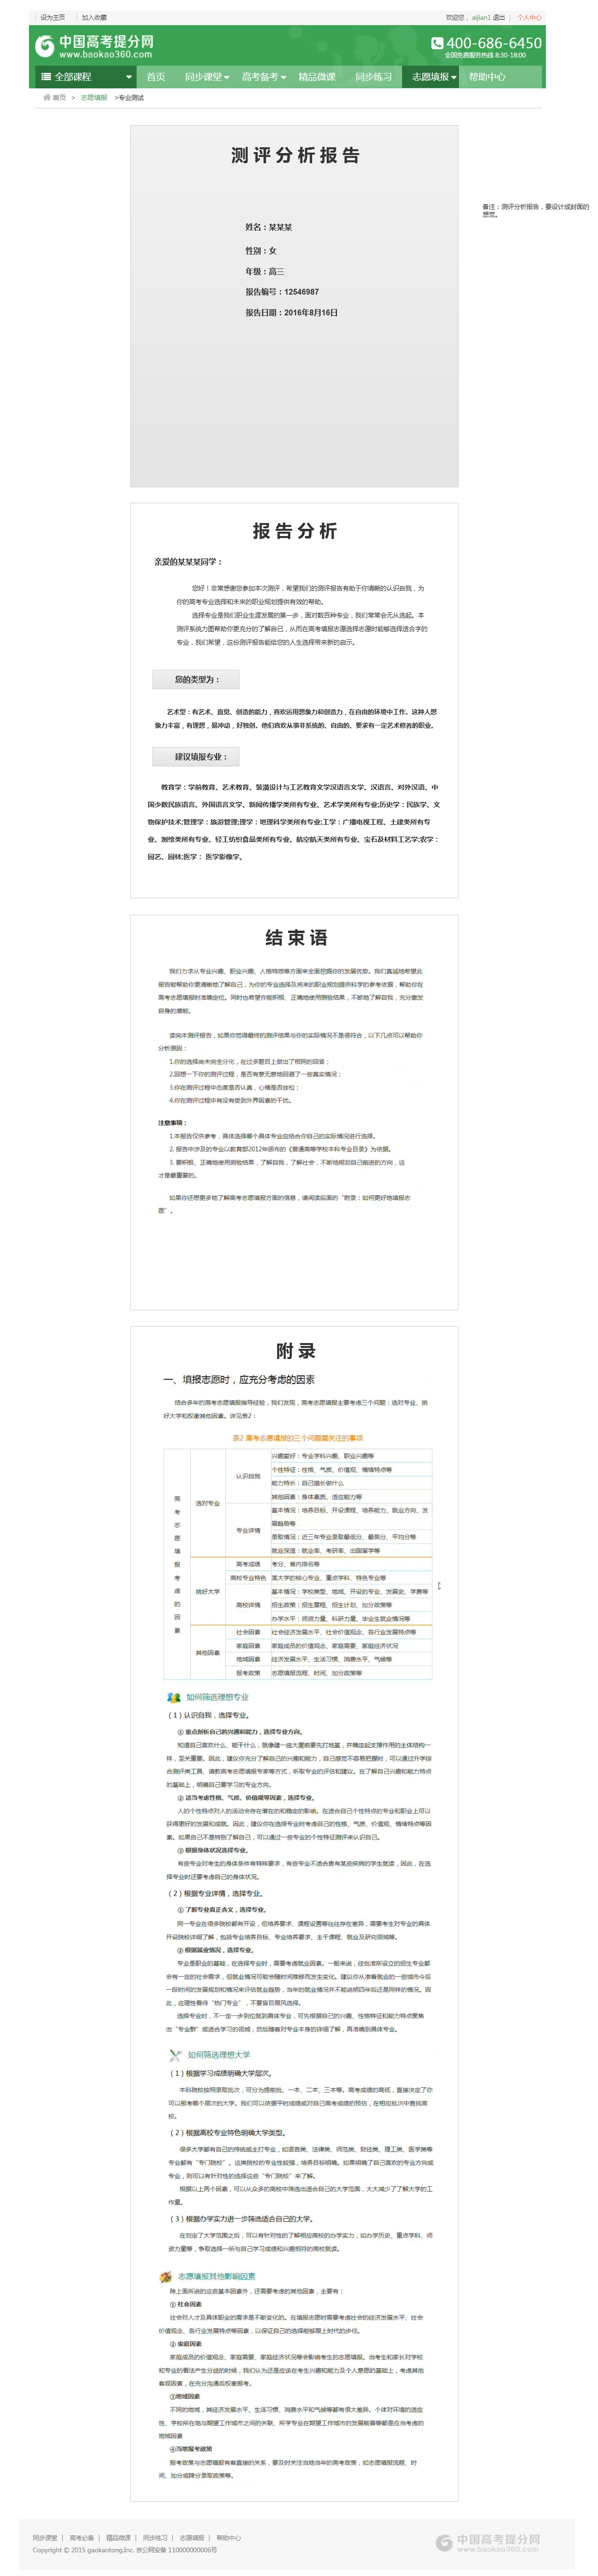 设为主页 | 加入收藏
欢迎您， aijian1 退出 | 个人中心
中国高考提分网
www.baokao360.com
400-686-6450
全国免费服务热线 8:30-18:00
全部课程 首页 同步课堂 高考备考 精品微课 同步练习 志愿填报 帮助中心
首页 > 志愿填报 >专业测试
测评分析报告
备注：测评分析报告，要设计成封面的
感觉。
姓名：某某某
性别：女
年级：高三
报告编号：12546987
报告日期：2016年8月16日
报告分析
亲爱的某某某同学：
您好！非常感谢您参加本次测评，希望我们的测评报告有助于你清晰的认识自我，为
你的高考专业选择和未来的职业规划提供有效的帮助。
选择专业是我们职业生涯发展的第一步，面对数百种专业，我们常常会无从选起。本
测评系统力图帮助你更充分的了解自已，从而在高考填报志愿选择志愿时能够选择适合字的
专业，我们希望，这份测评报告能给您的人生选择带来新的启示。
您的类型为：
艺术型：有艺术、直觉、创造的能力，喜欢运用想象力和创造力，在自由的环境中工作。这种人想
象力丰富，有理想，易冲动，好独创。他们喜欢从事非系统的、自由的、要求有一定艺术修养的职业。
建议填报专业：
教育学：学前教育、艺术教育、装潢设计与工艺教育文学汉语言文学、汉语言、对外汉语、中
国少数民族语言、外国语言文学、新闻传播学类所有专业、艺术学类所有专业;历史学：民族学、文
物保护技术;管理学：旅游管理;理学：地理科学类所有专业;工学：广播电视工程、土建类所有专
业、测绘类所有专业、轻工纺织食品类所有专业、航空航天类所有专业、宝石及材料工艺学;农学：
园艺、园林;医学： 医学影像学。
结束语
我们力求从专业兴趣、职业兴趣、人格特质等方面来全面挖掘你的发展优势。我们真诚地希望此
报告能帮助你更清晰地了解自己，为你的专业选择及将来的职业规划提供科学的参考依据，帮助你在
高考志愿填报时准确定位。同时也希望你能积极、正确地使用测验结果，不断地了解自我，充分激发
自身的潜能。
读完本测评报告，如果你觉得最终的测评结果与你的实际情况不是很符合，以下几点可以帮助你
分析原因：
1.你的选择尚未完全分化，在过多题目上做出了相同的回答；
2.回想一下你的测评过程，是否有意无意地回避了一些真实情况；
3.你在测评过程中态度是否认真，心情是否放松；
4.你在测评过程中有没有受到外界因素的干扰。
注意事项：
1.本报告仅供参考，具体选择哪个具体专业应结合你自己的实际情况进行选择。
2. 报告中涉及的专业以教育部2012年颁布的《普通高等学校本科专业目录》为依据。
3. 要积极、正确地使用测验结果，了解自我，了解社会，不断地规划自己前进的方向，这
才是最重要的。
如果你还想更多地了解高考志愿填报方面的信息，请阅读后面的“附录：如何更好地填报志
愿”。
附录
一、填报志愿时，应充分考虑的因素
结合多年的高考志愿填报指导经验，我们发现，高考志愿填报主要考虑三个问题：选对专业、挑
好大学和权衡其他因素。详见表2：
表2 高考志愿填报的三个问题需关注的事项
高考志愿填报考虑的因素
选对专业
认识自我
兴趣爱好：专业学科兴趣、职业兴趣等
个性特征：性格、气质、价值观、情绪特点等
能力特长：自己擅长做什么
其他因素：身体素质、适应能力等
专业详情
基本情况：培养目标、开设课程、培养能力、就业方向、发
展趋势等
录取情况：近三年专业录取最低分、最高分、平均分等
就业深造：就业率、考研率、出国留学等
挑好大学
高考成绩 考分、省内排名等
高校专业特色 某大学的核心专业、重点学科、特色专业等
高校详情
基本情况：学校类型、地域、开设的专业、发展史、学费等
招生政策：招生章程、招生计划、加分政策等
办学水平：师资力量、科研力量、毕业生就业情况等
其他因素
社会因素 社会经济发展水平、社会价值观念、各行业发展特点等
家庭因素 家庭成员的价值观念、家庭需要、家庭经济状况
地域因素 经济发展水平、生活习惯、消费水平、气候等
报考政策 志愿填报流程、时间、加分政策等
如何筛选理想专业
（1）认识自我，选择专业。
① 重点剖析自己的兴趣和能力，选择专业方向。
知道自己喜欢什么、能干什么，就像建一座大厦前要先打地基，并确定起支撑作用的主体结构一
样，至关重要。因此，建议你充分了解自己的兴趣和能力，自己感觉不容易把握时，可以通过升学综
合测评类工具、请教高考志愿填报专家等方式，听取专业的评估和建议。在了解自己兴趣和能力特点
的基础上，明确自己要学习的专业方向。
② 适当考虑性格、气质、价值观等因素，选择专业。
人的个性特点对人的活动会存在潜在的和稳定的影响。在适合自己个性特点的专业和职业上可以
获得更好的发展和成就。因此，建议你在选择专业时考虑自己的性格、气质、价值观、情绪特点等因
素。如果自己不是特别了解自己，可以通过一些专业的个性特征测评来认识自己。
③ 根据身体状况选择专业。
有些专业对考生的身体条件有特殊要求，有些专业不适合患有某些疾病的学生就读，因此，在选
择专业时还要考虑自己的身体状况。
（2）根据专业详情，选择专业。
① 了解专业真正含义，选择专业。
同一专业在很多院校都有开设，但培养要求、课程设置等往往存在差异，需要考生对专业的具体
开设院校详细了解，包括专业培养目标、专业培养要求、主干课程、就业及研究领域等。
② 根据就业情况，选择专业。
专业是职业的基础，在选择专业时，需要考虑就业因素。一般来说，经批准所设立的招生专业都
会有一定的社会需求，但就业情况可能会随时间推移而发生变化。建议你从准备就业的一些城市今后
一段时间的发展规划和情况来评估就业趋势，当年的就业情况并不能说明四年后还是同样的情况。因
此，应理性看待“热门专业”，不要盲目跟风选择。
选择专业时，不一定一步到位就到具体专业，可先根据自己的兴趣、性格特征和能力特点聚焦
出“专业群”或适合学习的领域，然后随着对专业本身的详细了解，再准确到具体专业。
如何筛选理想大学
（1）根据学习成绩明确大学层次。
本科院校按照录取批次，可分为提前批、一本、二本、三本等。高考成绩的高低，直接决定了你
可以报考哪个层次的大学。我们可以依据平时成绩或对自己高考成绩的预估，在相应批次中查找高
校。
（2）根据高校专业特色明确大学类型。
很多大学都有自己的传统或主打专业，如语言类、法律类、师范类、财经类、理工类、医学类等
专业都有“专门院校”。这类院校的专业性较强，培养目标明确。如果明确了自己喜欢的专业方向或
专业，则可以有针对性的选择这些“专门院校”来了解。
根据以上两个因素，可以从众多的高校中筛选出适合自己的大学范围，大大减少了了解大学的工
作量。
（3）根据办学实力进一步筛选适合自己的大学。
在划定了大学范围之后，可以有针对性的了解相应高校的办学实力，如办学历史、重点学科、师
资力量等，争取选择一所与自己学习成绩和兴趣相符的高校就读。
志愿填报其他影响因素
除上面所说的这些基本因素外，还需要考虑的其他因素，主要有：
① 社会因素
社会对人才及具体职业的需求是不断变化的。在填报志愿时需要考虑社会的经济发展水平、社会
价值观念、各行业发展特点等因素，以保证自己的选择能够跟上时代的步伐。
② 家庭因素
家庭成员的价值观念、家庭需要、家庭经济状况等会影响考生的志愿填报。当考生和家长对学校
和专业的看法产生分歧的时候，我们认为还是应该在考生兴趣和能力及个人意愿的基础上，考虑其他
客观因素，在充分沟通后权衡报考。
③地域因素
不同的地域，其经济发展水平、生活习惯、消费水平和气候等都有很大差异。个体对环境的适应
性、学校所在地与期望工作城市之间的关联、所学专业在期望工作城市的发展前景等都是应当考虑的
地域因素
④当地报考政策
报考政策与志愿填报有着直接的关系，要及时关注当地当年的高考政策，如志愿填报流程、时
间、加分或降分录取政策等。
同步课堂 | 高考必备 | 精品微课 | 同步练习 | 志愿填报 | 帮助中心
Copyright © 2015 gaokaotong,Inc. 京公网安备 110000000006号
中国高考提分网
www.baokao360.com